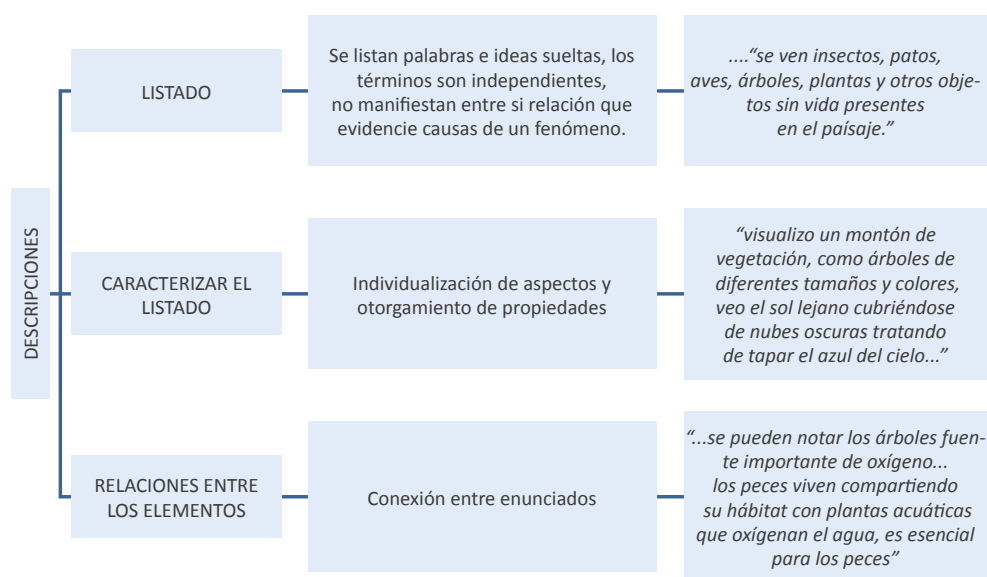 DESCRIPCIONES
LISTADO
Se listan palabras e ideas sueltas, los
términos son independientes,
no manifiestan entre si relación que
evidencie causas de un fenómeno.
...."se ven insectos, patos,
aves, árboles, plantas y otros obje-
tos sin vida presentes
en el país​aje.”
CARACTERIZAR EL
LISTADO
Individualización de aspectos y
otorgamiento de propiedades
“visualizo un montón de
vegetación, como árboles de
diferentes tamaños y colores,
veo el sol lejano cubriéndose
de nubes oscuras tratando
de tapar el azul del cielo...”
RELACIONES ENTRE
LOS ELEMENTOS
Conexión entre enunciados
“...se pueden notar los árboles fuen-
te importante de oxígeno...
los peces viven compartiendo
su hábitat con plantas acuáticas
que oxígenan el agua, es esencial
para los peces”